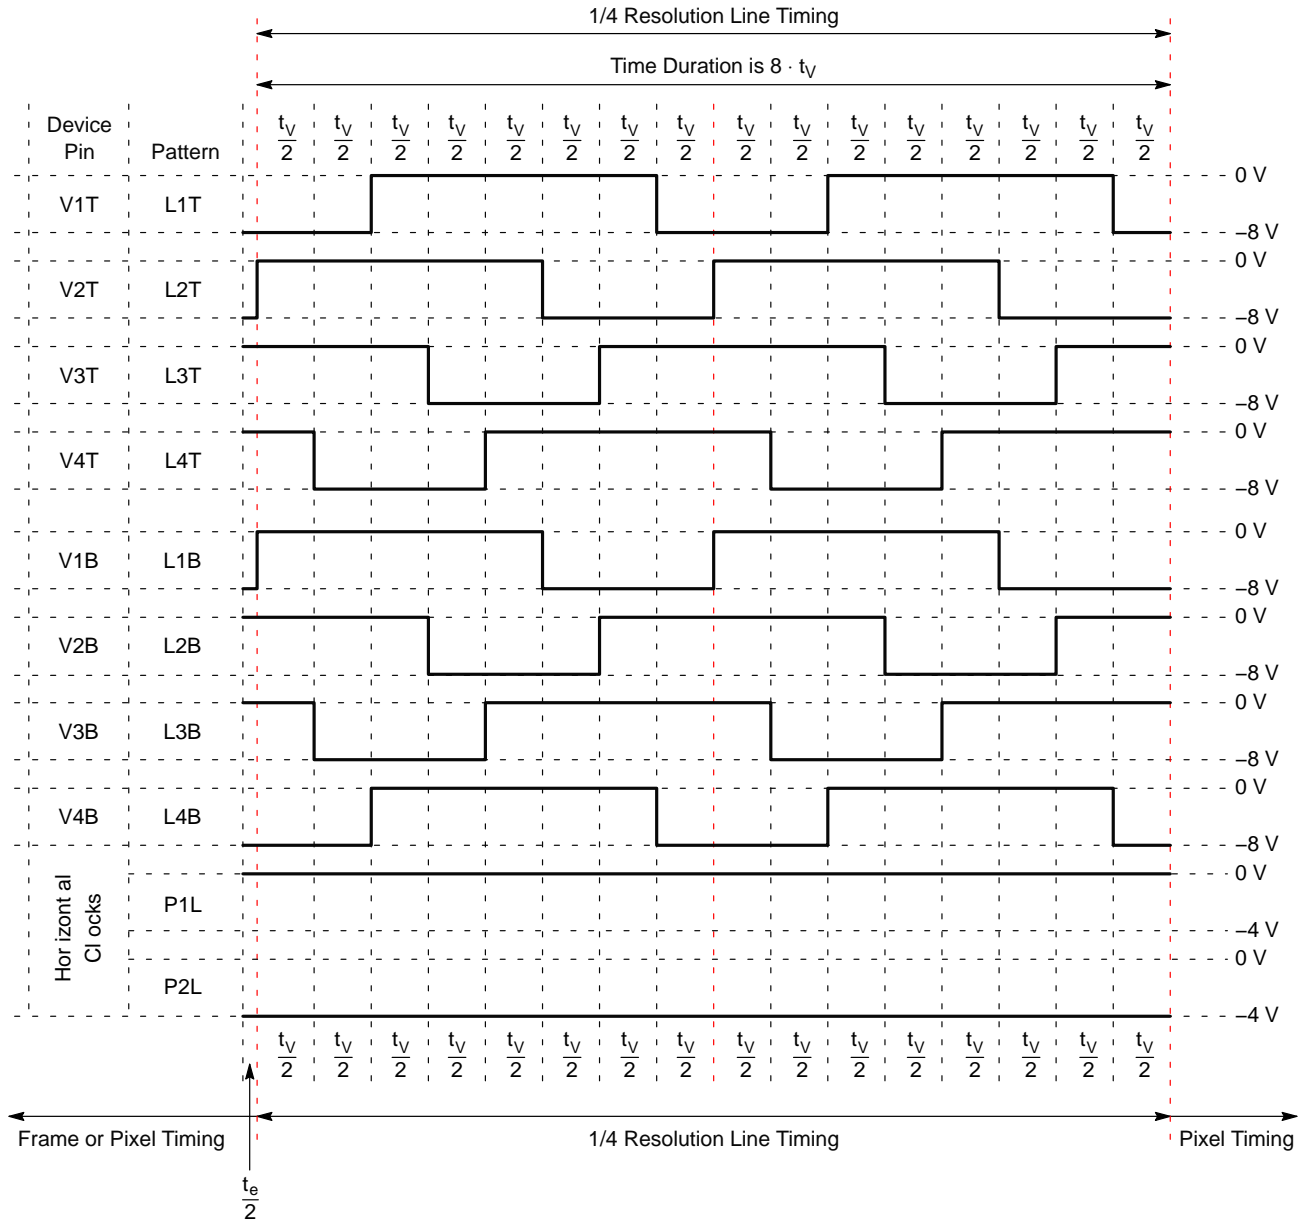 1/4 Resolution Line Timing
Time Duration is 8 · tV
Device Pin Pattern
tV/2 tV/2 tV/2 tV/2 tV/2 tV/2 tV/2 tV/2 tV/2 tV/2 tV/2 tV/2 tV/2 tV/2 tV/2 tV/2
0 V
V1T L1T
–8 V
0 V
V2T L2T
–8 V
0 V
V3T L3T
–8 V
0 V
V4T L4T
–8 V
0 V
V1B L1B
–8 V
0 V
V2B L2B
–8 V
0 V
V3B L3B
–8 V
0 V
V4B L4B
–8 V
0 V
Hor izont al
Cl ocks
P1L
–4 V
0 V
P2L
–4 V
tV/2 tV/2 tV/2 tV/2 tV/2 tV/2 tV/2 tV/2 tV/2 tV/2 tV/2 tV/2 tV/2 tV/2 tV/2 tV/2
Frame or Pixel Timing 1/4 Resolution Line Timing Pixel Timing
te/2